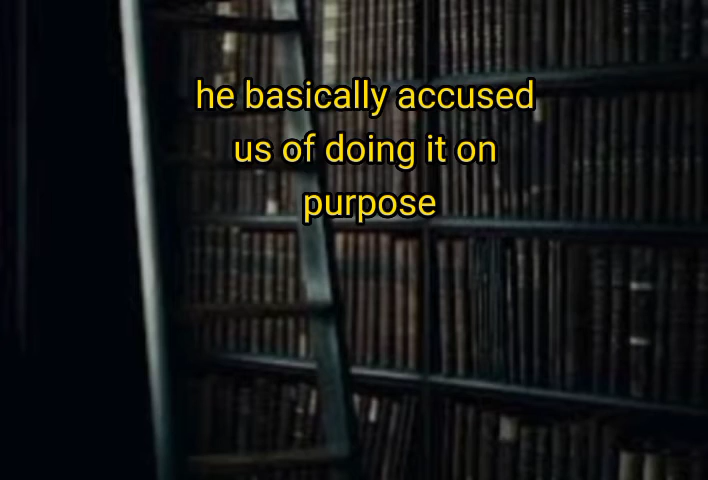 he basically accused
us of doing it on
purpose